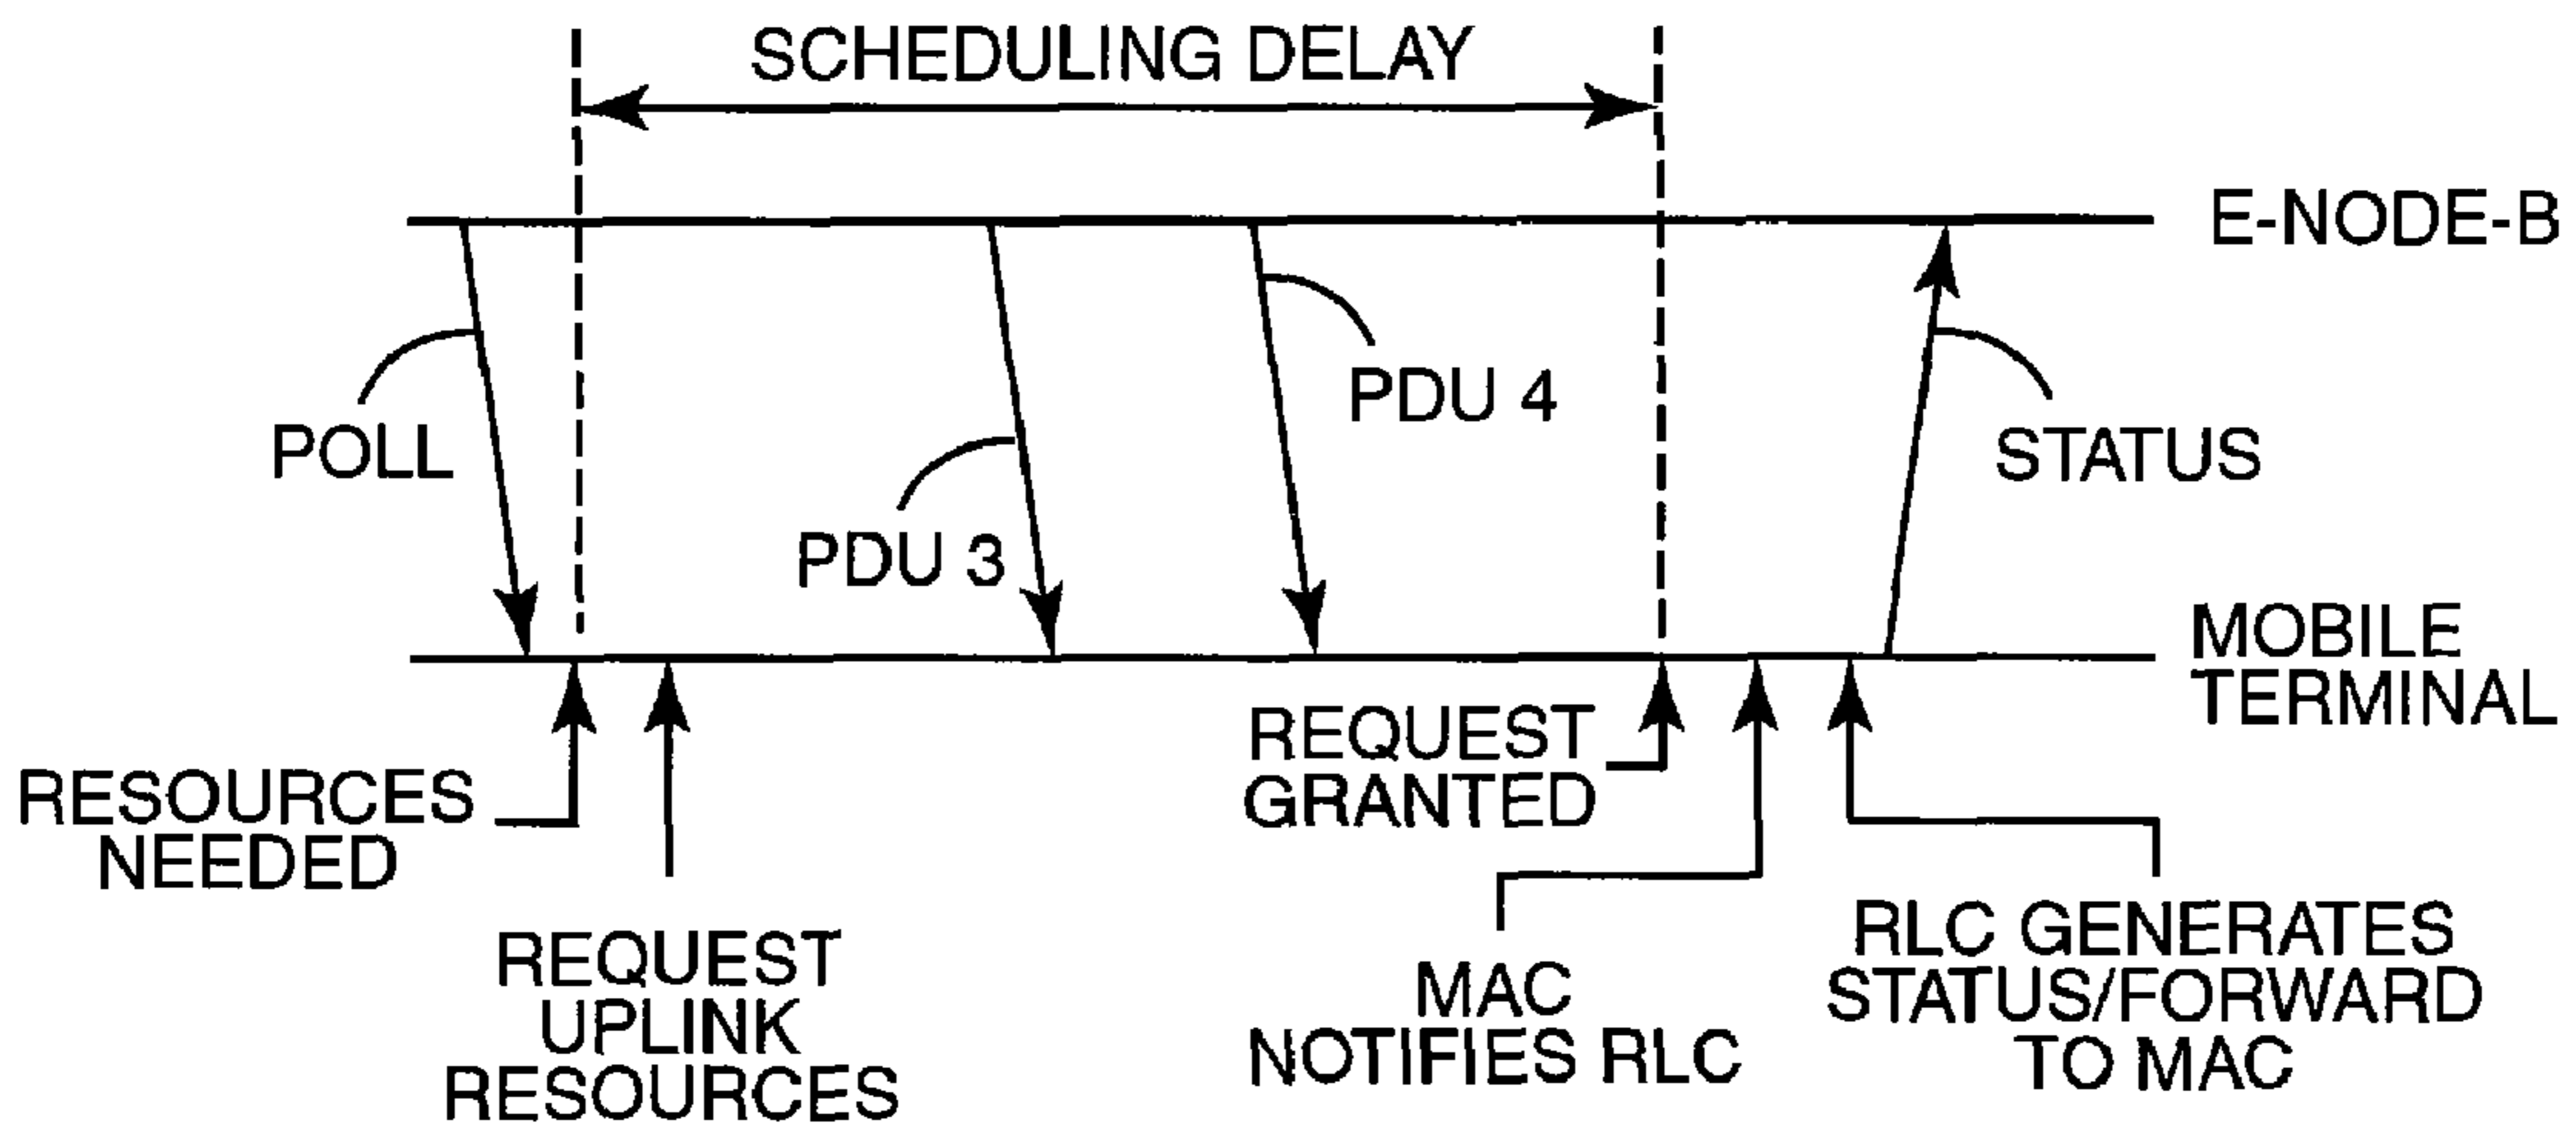 SCHEDULING DELAY
E-NODE-B
POLL
PDU 3
PDU 4
STATUS
MOBILE
TERMINAL
RESOURCES
NEEDED
REQUEST
UPLINK
RESOURCES
REQUEST
GRANTED
MAC
NOTIFIES RLC
RLC GENERATES
STATUS/FORWARD
TO MAC